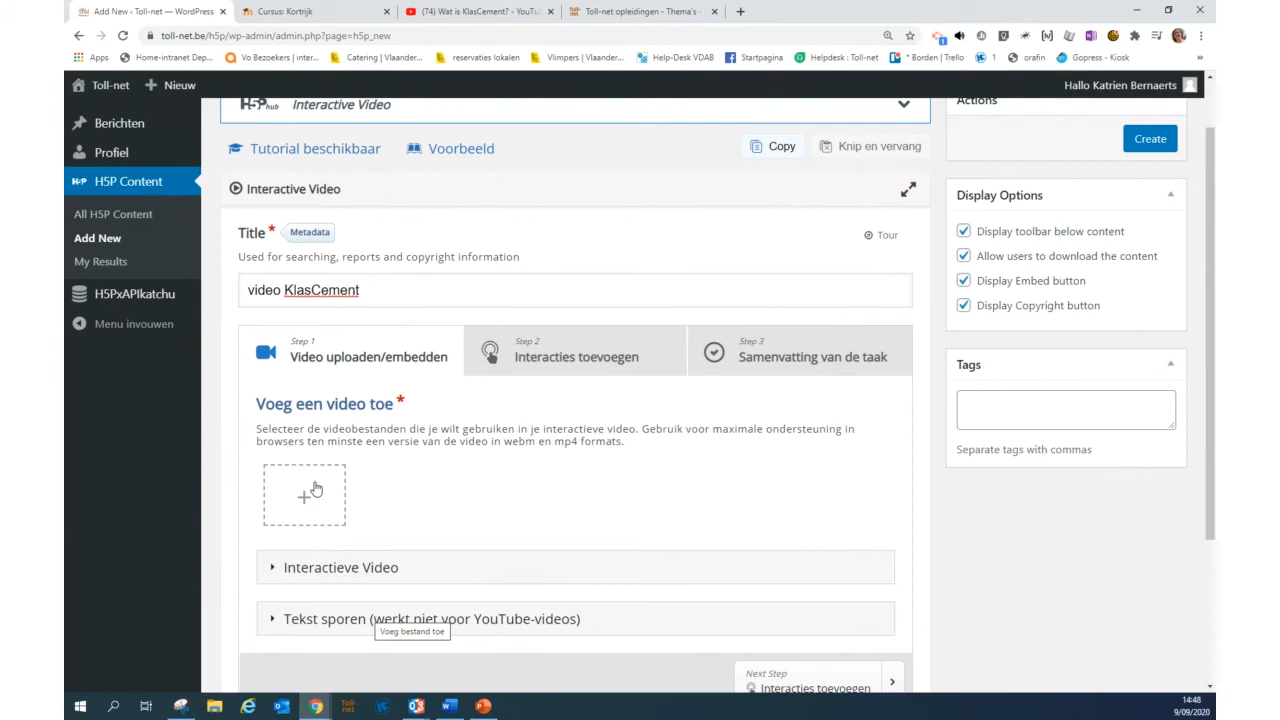 Add New ‹ Toll-net — WordPress
Cursus: Kortrijk
(74) Wat is KlasCement? - YouTu
Toll-net opleidingen - Thema's -
toll-net.be/h5p/wp-admin/admin.php?page=h5p_new
Apps
Home-intranet Dep...
Vo Bezoekers | inter...
Catering | Vlaander...
reservaties lokalen
Vlimpers | Vlaander...
Help-Desk VDAB
Startpagina
Helpdesk : Toll-net
* Borden | Trello
1
orafin
Gopress - Kiosk
Toll-net
Nieuw
Hallo Katrien Bernaerts
Berichten
Profiel
H5P Content
All H5P Content
Add New
My Results
H5PxAPIkatchu
Menu invouwen
H5P hub
Interactive Video
Tutorial beschikbaar
Voorbeeld
Copy
Knip en vervang
Interactive Video
Title *
Metadata
Tour
Used for searching, reports and copyright information
video KlasCement
Step 1
Video uploaden/embedden
Step 2
Interacties toevoegen
Step 3
Samenvatting van de taak
Voeg een video toe *
Selecteer de videobestanden die je wilt gebruiken in je interactieve video. Gebruik voor maximale ondersteuning in
browsers ten minste een versie van de video in webm en mp4 formats.
Interactieve Video
Tekst sporen (werkt niet voor YouTube-videos)
Voeg bestand toe
Next Step
Interacties toevoegen
Actions
Create
Display Options
Display toolbar below content
Allow users to download the content
Display Embed button
Display Copyright button
Tags
Separate tags with commas
Toll-net
14:48
9/09/2020